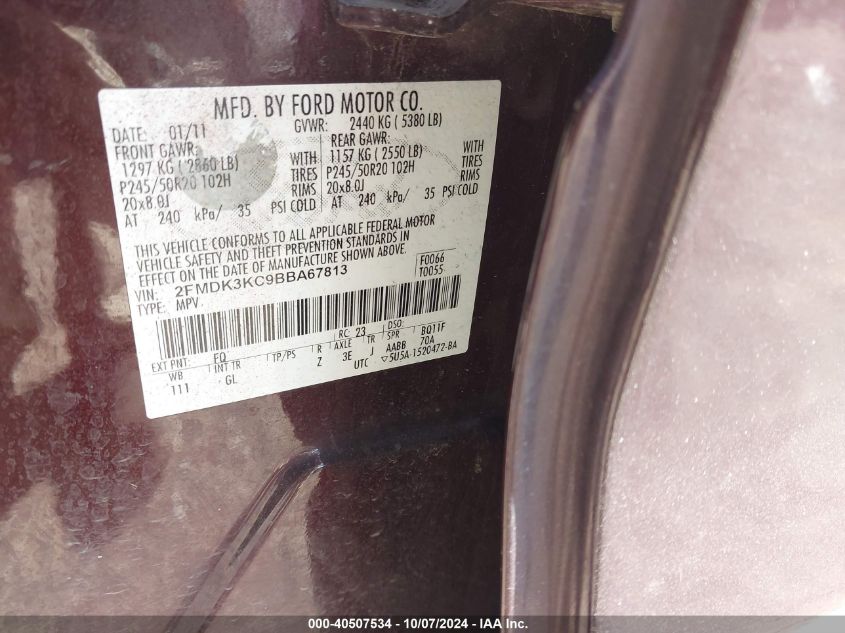 MFD. BY FORD MOTOR CO.
DATE: 01/11 GVWR: 2440 KG ( 5380 LB)
FRONT GAWR: REAR GAWR:
1297 KG ( 2860 LB) WITH 1157 KG ( 2550 LB) WITH
P245/50R20 102H TIRES P245/50R20 102H TIRES
20x8.0J RIMS 20x8.0J RIMS
AT 240 kPa/ 35 PSI COLD AT 240 kPa/ 35 PSI COLD
THIS VEHICLE CONFORMS TO ALL APPLICABLE FEDERAL MOTOR
VEHICLE SAFETY AND THEFT PREVENTION STANDARDS IN
EFFECT ON THE DATE OF MANUFACTURE SHOWN ABOVE.
VIN: 2FMDK3KC9BBA67813 F0066
TYPE: MPV T0055
RC: 23 DSO:
EXT PNT: FQ AXLE TR SPR BQ11F
WB INT TR TP/PS R 3E J AABB 70A
111 GL Z UTC ▽5U5A-1520472-BA
000-40507534 - 10/07/2024 - IAA Inc.